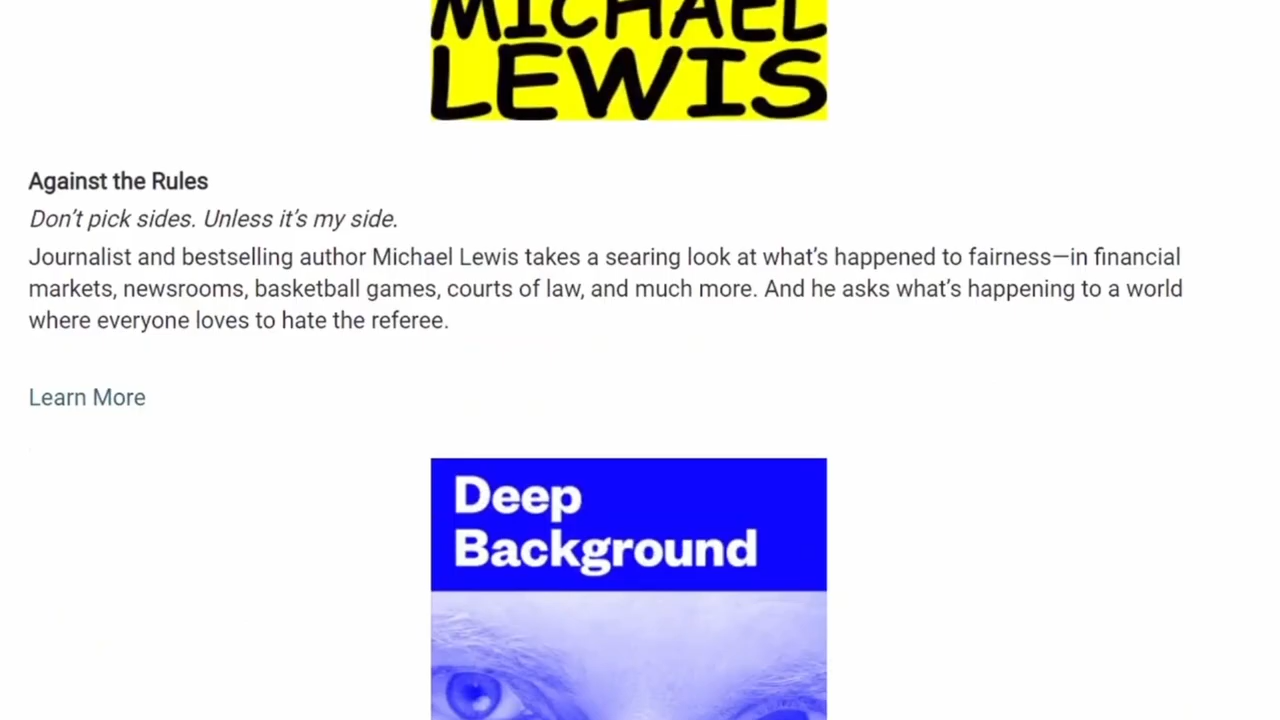 MICHAEL
LEWIS
Against the Rules
Don’t pick sides. Unless it’s my side.
Journalist and bestselling author Michael Lewis takes a searing look at what’s happened to fairness—in financial
markets, newsrooms, basketball games, courts of law, and much more. And he asks what’s happening to a world
where everyone loves to hate the referee.
Learn More
Deep
Background